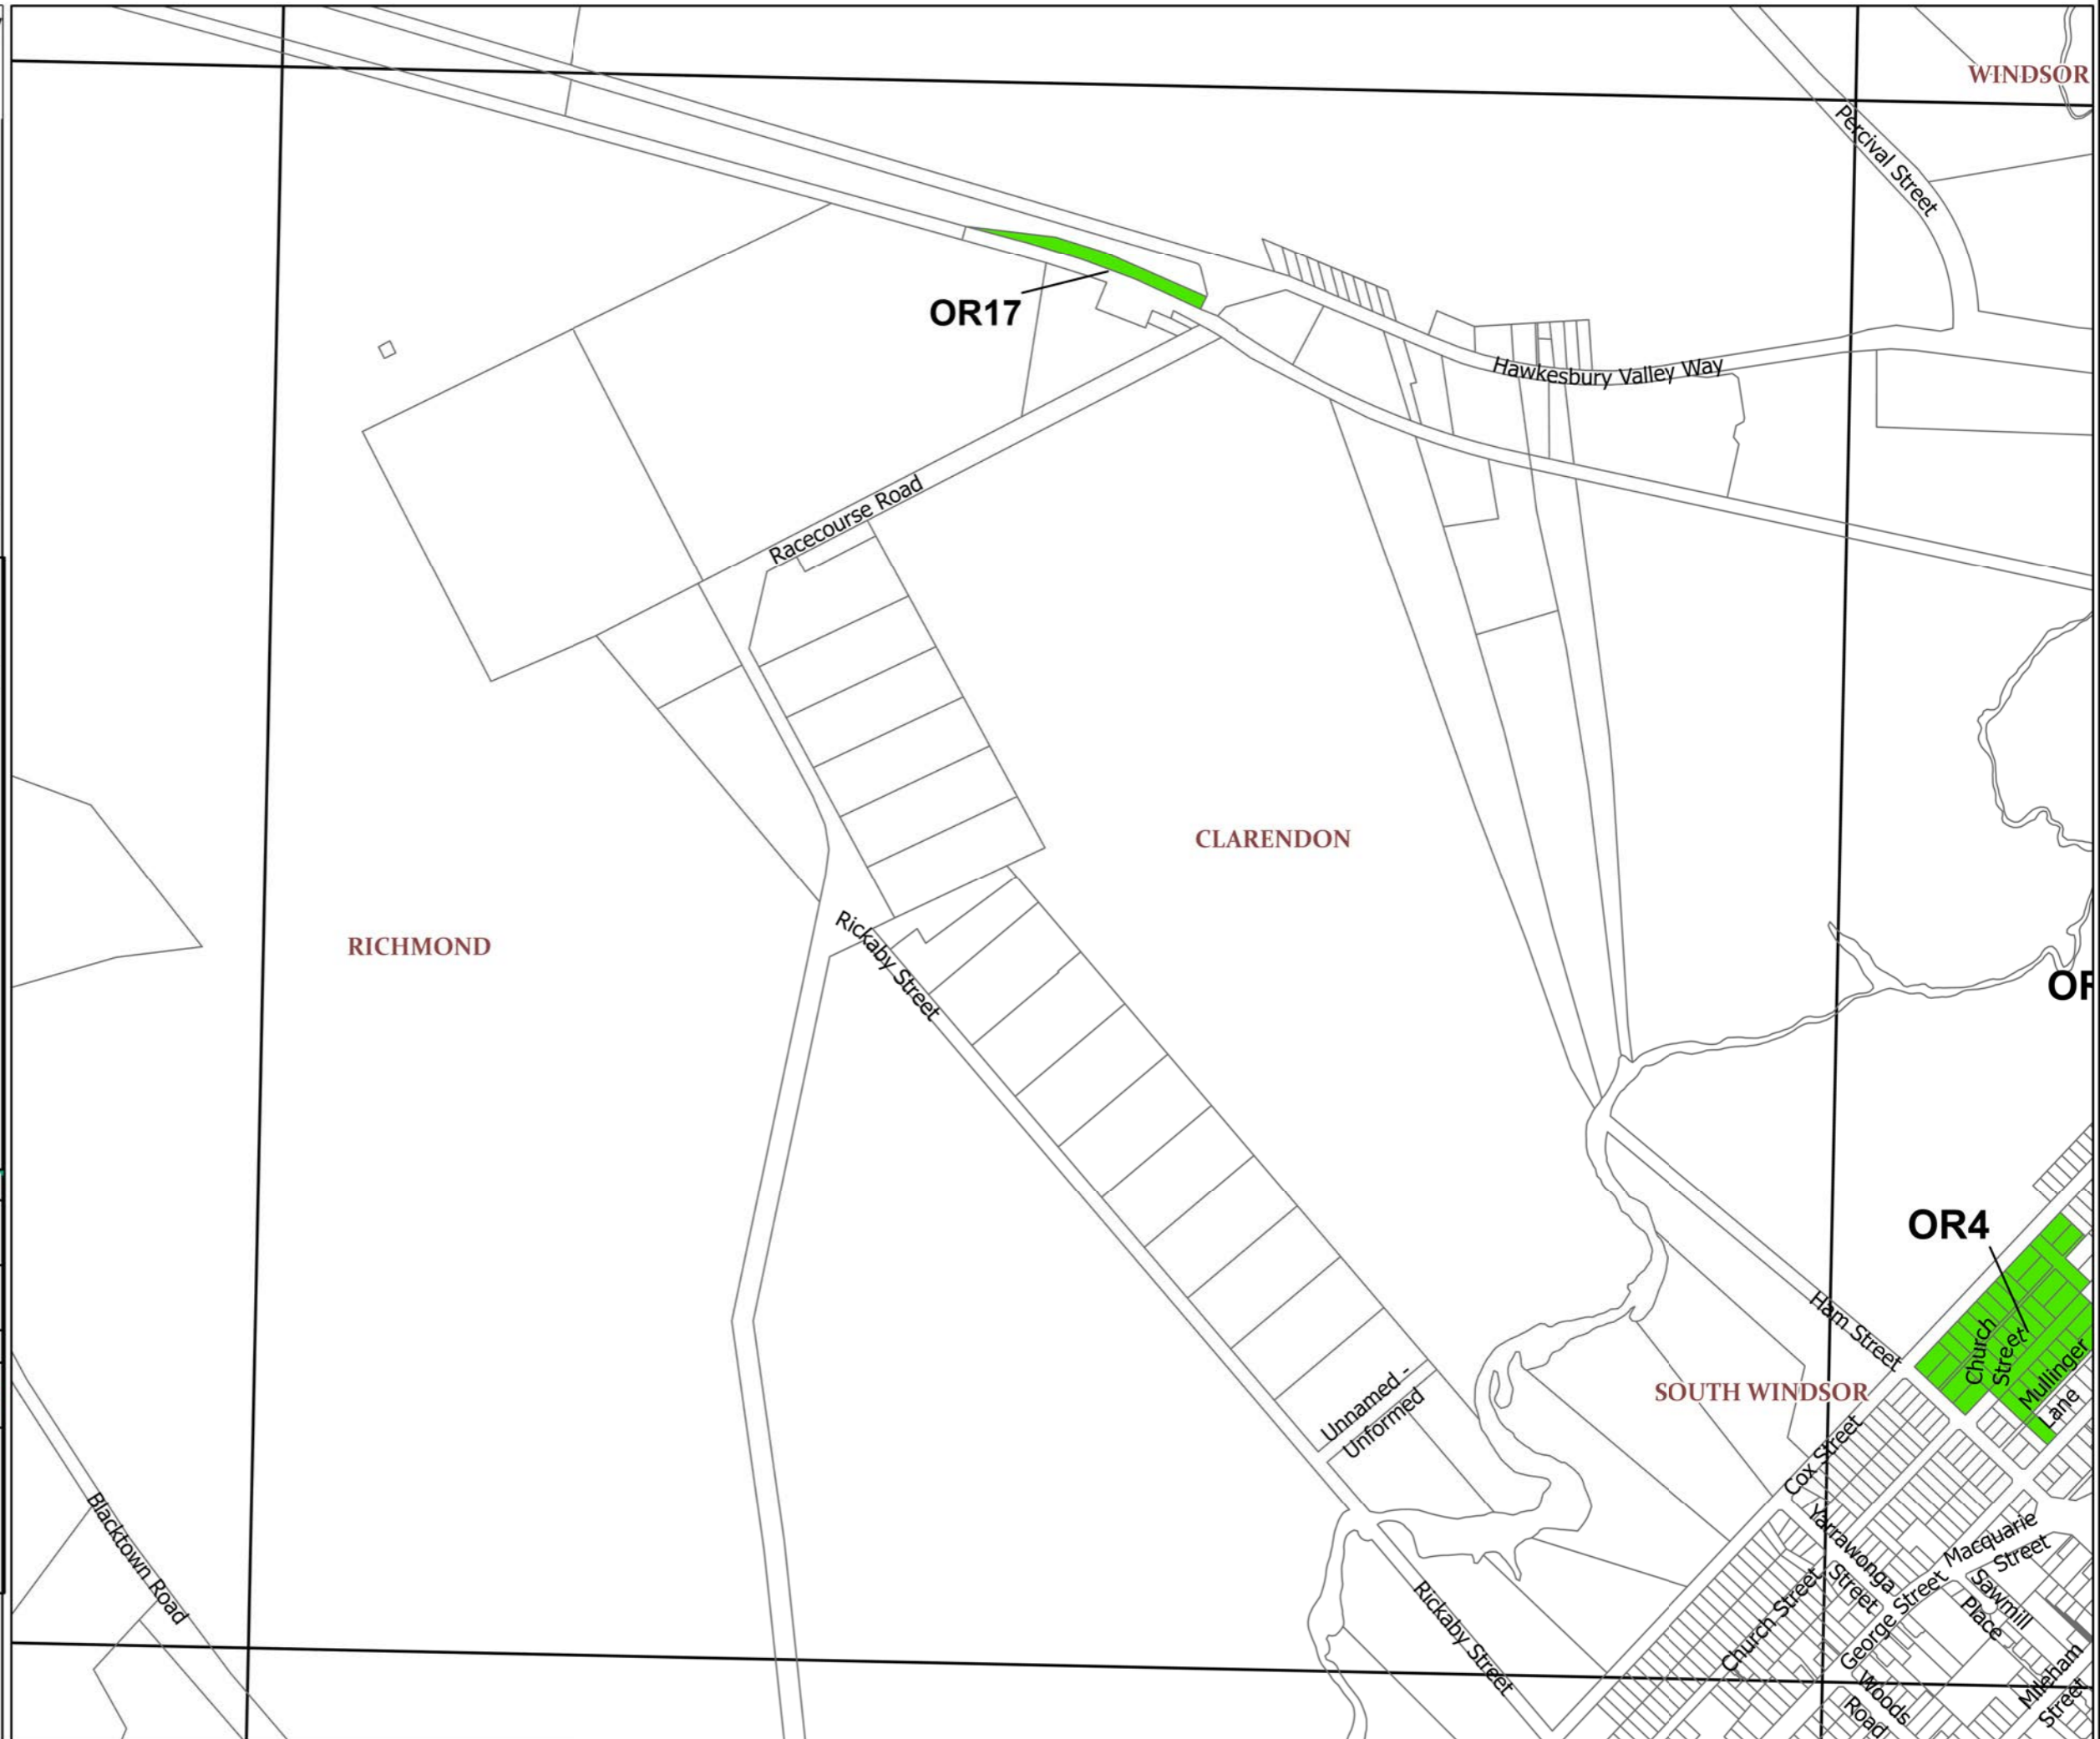 WINDSOR
Percival Street
OR17
Hawkesbury Valley Way
Racecourse Road
CLARENDON
RICHMOND
Rickaby Street
OR4
Ham Street
Church
Street
Mullinger
Lane
SOUTH WINDSOR
Unnamed -
Unformed
Cox Street
Blacktown Road
Yarrawonga
Street
Macquarie
Street
Rickaby Street
Church Street
George Street
Sawmill
Place
Woods
Road
Mileham
Street